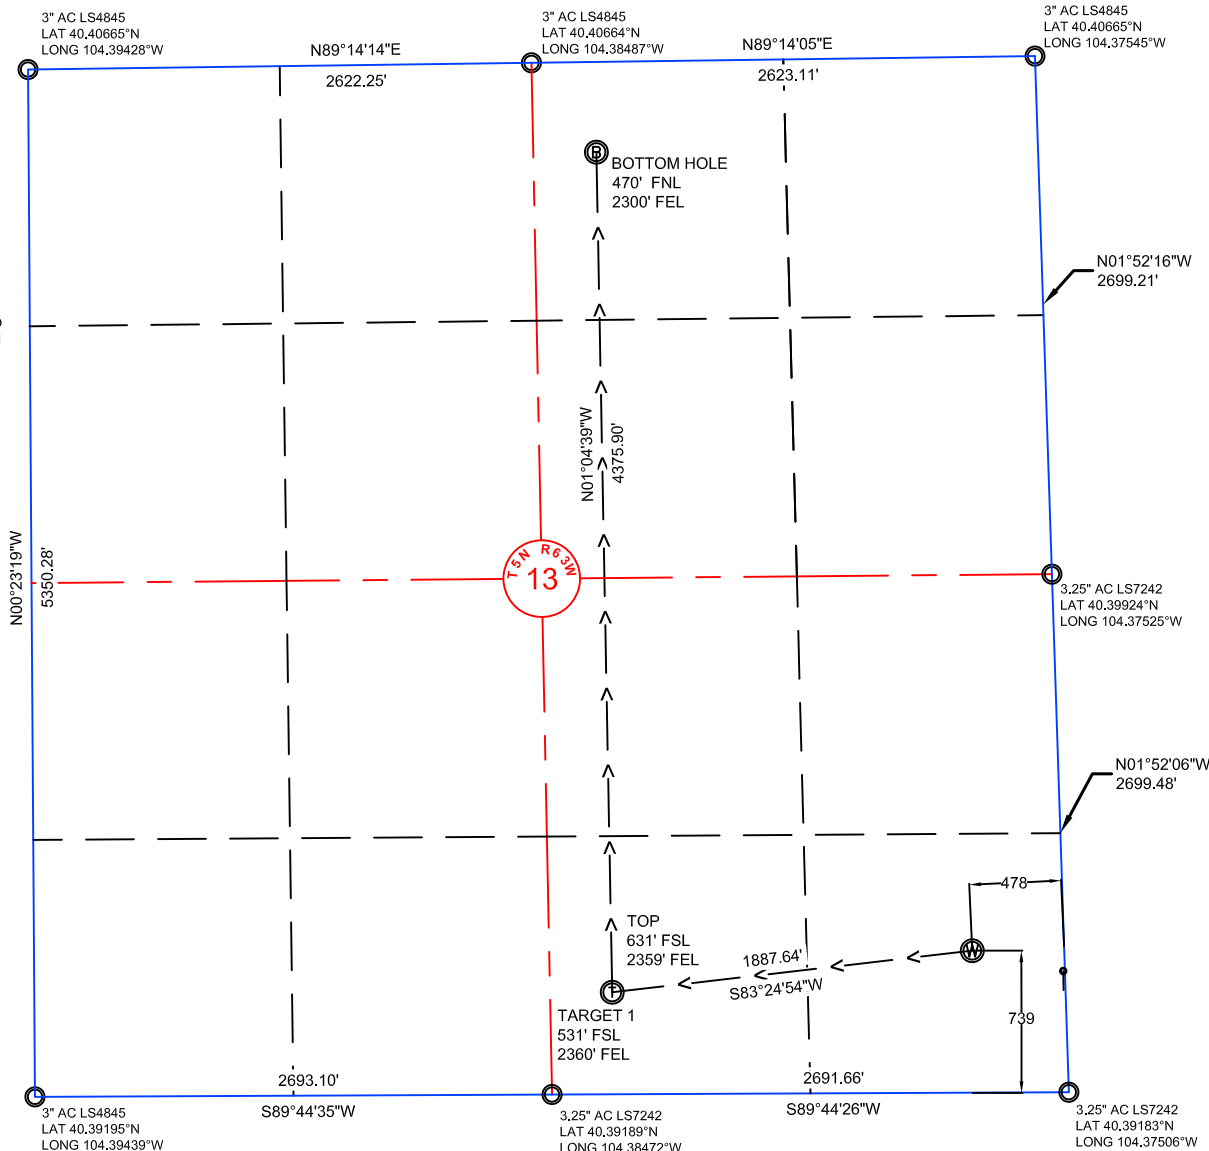 3" AC LS4845
LAT 40.40665°N
LONG 104.39428°W
N89°14'14"E
2622.25'
3" AC LS4845
LAT 40.40664°N
LONG 104.38487°W
N89°14'05"E
2623.11'
3" AC LS4845
LAT 40.40665°N
LONG 104.37545°W
B
BOTTOM HOLE
470' FNL
2300' FEL
N01°52'16"W
2699.21'
N01°04'39"W
4375.90'
N00°23'19"W
5350.28'
T5N R63W
13
3.25" AC LS7242
LAT 40.39924°N
LONG 104.37525°W
N01°52'06"W
2699.48'
478
TOP
631' FSL
2359' FEL
1887.64'
S83°24'54"W
W
T
739
TARGET 1
531' FSL
2360' FEL
2693.10'
S89°44'35"W
2691.66'
S89°44'26"W
3" AC LS4845
LAT 40.39195°N
LONG 104.39439°W
3.25" AC LS7242
LAT 40.39189°N
LONG 104.38472°W
3.25" AC LS7242
LAT 40.39183°N
LONG 104.37506°W